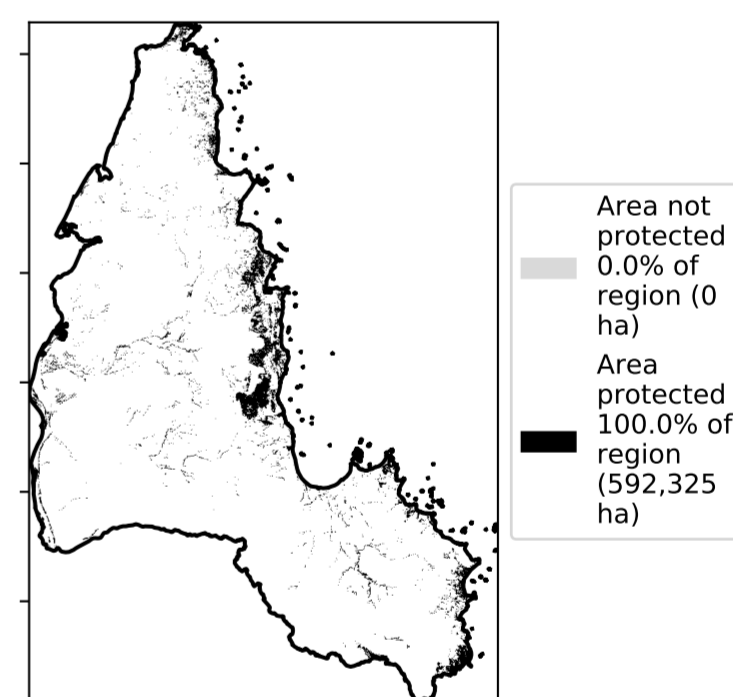 Area not
protected
0.0% of
region (0
ha)
Area
protected
100.0% of
region
(592,325
ha)